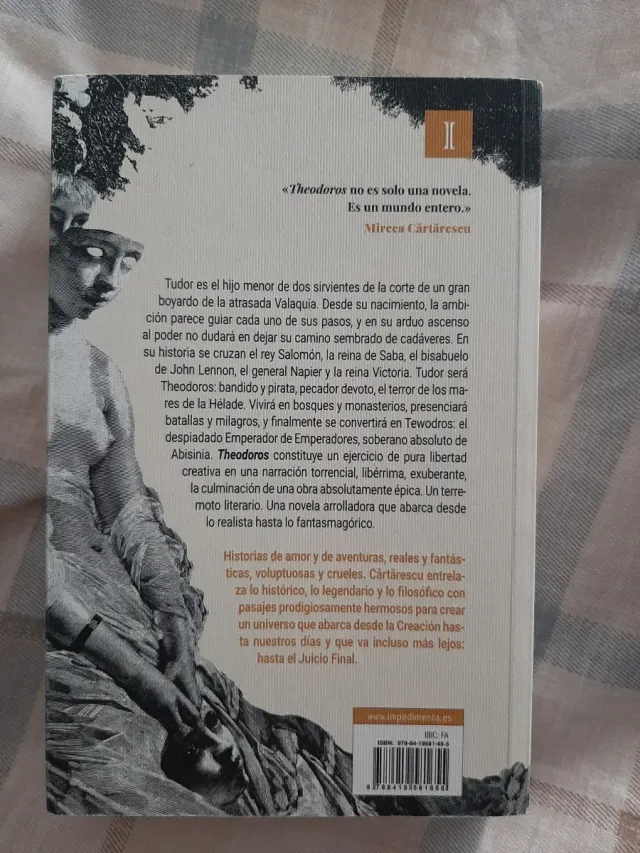 «Theodoros no es solo una novela.
Es un mundo entero.»
Mircea Cărtărescu
Tudor es el hijo menor de dos sirvientes de la corte de un gran
boyardo de la atrasada Valaquia. Desde su nacimiento, la ambi-
ción parece guiar cada uno de sus pasos, y en su arduo ascenso
al poder no dudará en dejar su camino sembrado de cadáveres. En
su historia se cruzan el rey Salomón, la reina de Saba, el bisabuelo
de John Lennon, el general Napier y la reina Victoria. Tudor será
Theodoros: bandido y pirata, pecador devoto, el terror de los ma-
res de la Hélade. Vivirá en bosques y monasterios, presenciará
batallas y milagros, y finalmente se convertirá en Tewodros: el
despiadado Emperador de Emperadores, soberano absoluto de
Abisinia. Theodoros constituye un ejercicio de pura libertad
creativa en una narración torrencial, libérrima, exuberante,
la culminación de una obra absolutamente épica. Un terre-
moto literario. Una novela arrolladora que abarca desde
lo realista hasta lo fantasmagórico.
Historias de amor y de aventuras, reales y fantás-
ticas, voluptuosas y crueles. Cărtărescu entrela-
za lo histórico, lo legendario y lo filosófico con
pasajes prodigiosamente hermosos para crear
un universo que abarca desde la Creación has-
ta nuestros días y que va incluso más lejos:
hasta el Juicio Final.
www.impedimenta.es
IBIC: FA
ISBN: 978-84-19581-65-5
9 788419 581655